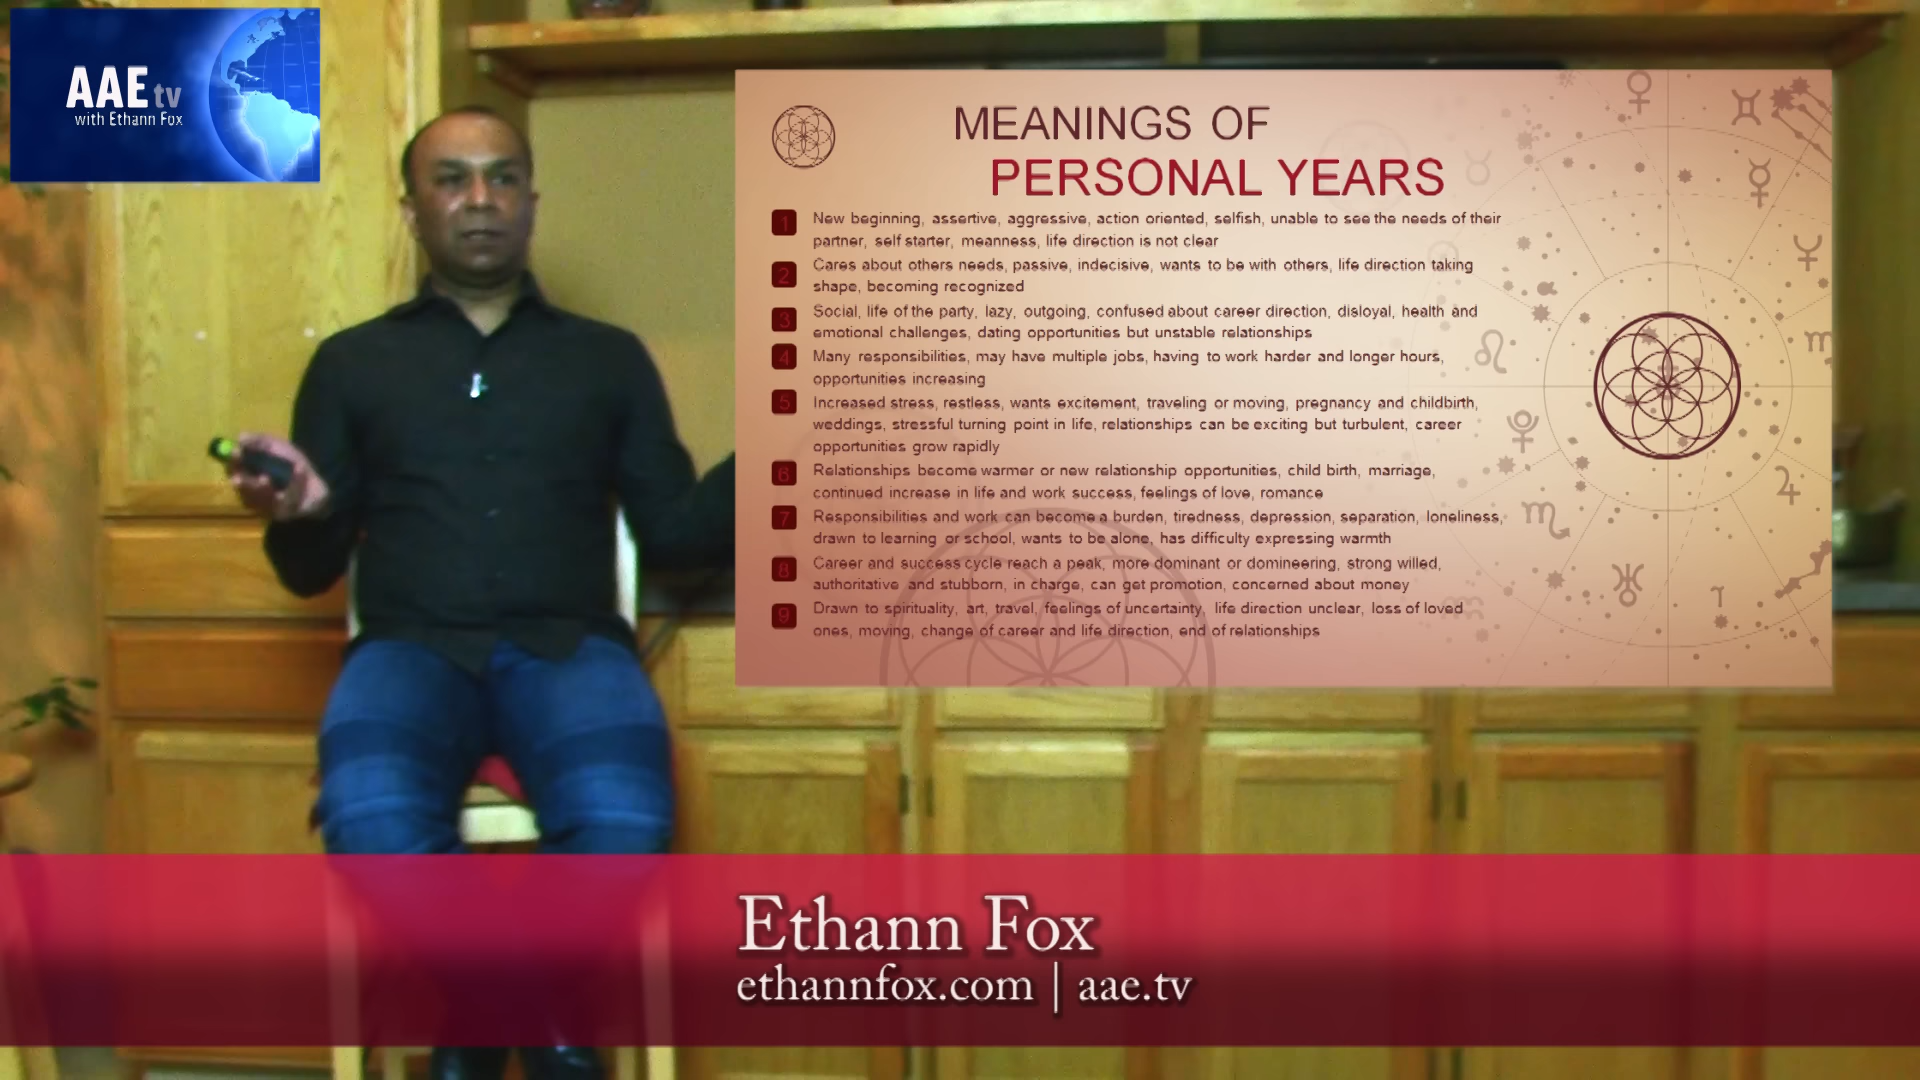 AAE tv
with Ethann Fox
MEANINGS OF
PERSONAL YEARS
1 New beginning, assertive, aggressive, action oriented, selfish, unable to see the needs of their
partner, self starter, meanness, life direction is not clear
2 Cares about others needs, passive, indecisive, wants to be with others, life direction taking
shape, becoming recognized
3 Social, life of the party, lazy, outgoing, confused about career direction, disloyal, health and
emotional challenges, dating opportunities but unstable relationships
4 Many responsibilities, may have multiple jobs, having to work harder and longer hours,
opportunities increasing
5 Increased stress, restless, wants excitement, traveling or moving, pregnancy and childbirth,
weddings, stressful turning point in life, relationships can be exciting but turbulent, career
opportunities grow rapidly
6 Relationships become warmer or new relationship opportunities, child birth, marriage,
continued increase in life and work success, feelings of love, romance
7 Responsibilities and work can become a burden, tiredness, depression, separation, loneliness,
drawn to learning or school, wants to be alone, has difficulty expressing warmth
8 Career and success cycle reach a peak, more dominant or domineering, strong willed,
authoritative and stubborn, in charge, can get promotion, concerned about money
9 Drawn to spirituality, art, travel, feelings of uncertainty, life direction unclear, loss of loved
ones, moving, change of career and life direction, end of relationships
Ethann Fox
ethannfox.com | aae.tv